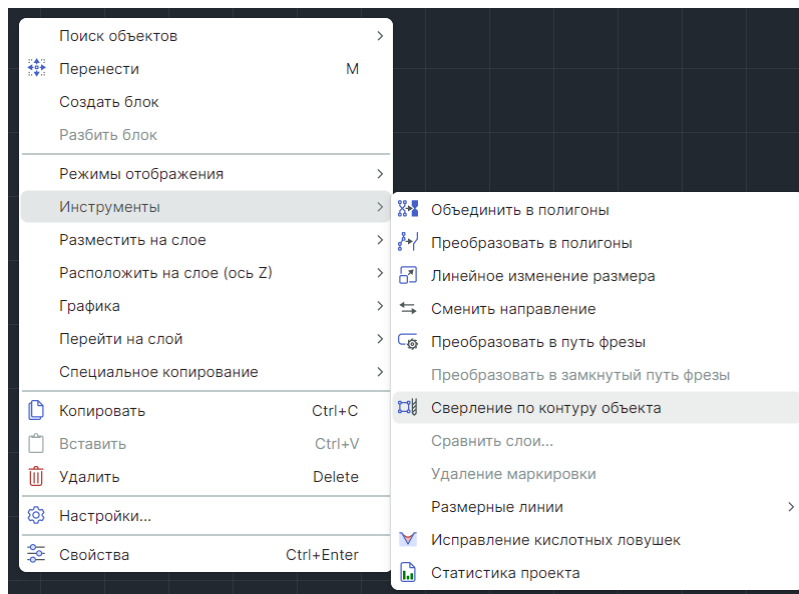 Поиск объектов
Перенести M
Создать блок
Разбить блок
Режимы отображения
Инструменты
Разместить на слое
Расположить на слое (ось Z)
Графика
Перейти на слой
Специальное копирование
Копировать Ctrl+C
Вставить Ctrl+V
Удалить Delete
Настройки...
Свойства Ctrl+Enter
Объединить в полигоны
Преобразовать в полигоны
Линейное изменение размера
Сменить направление
Преобразовать в путь фрезы
Преобразовать в замкнутый путь фрезы
Сверление по контуру объекта
Сравнить слои...
Удаление маркировки
Размерные линии
Исправление кислотных ловушек
Статистика проекта